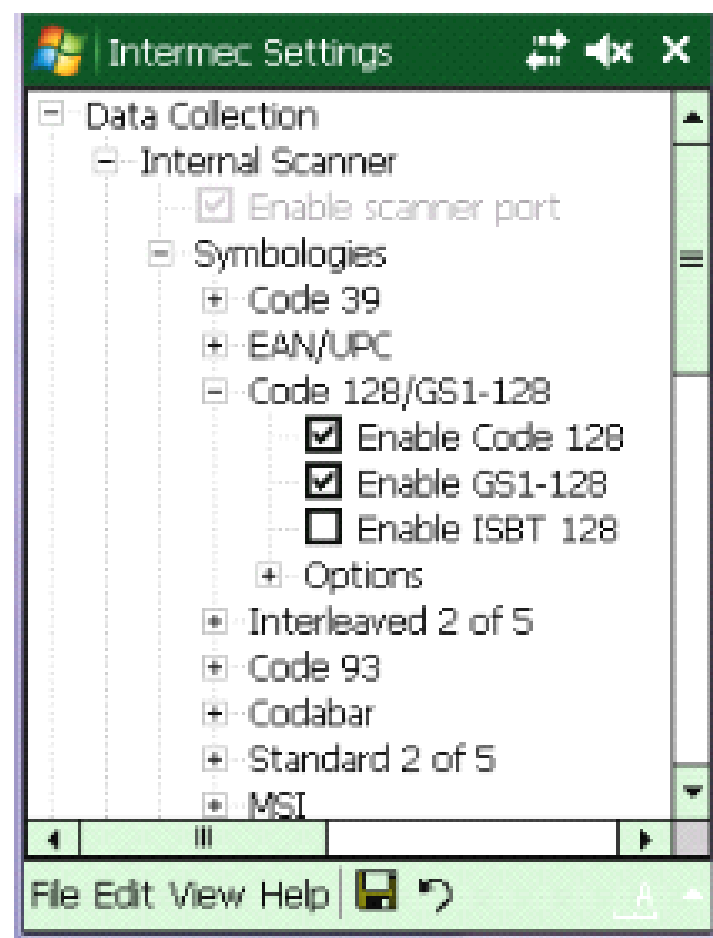 Intermec Settings
Data Collection
Internal Scanner
Enable scanner port
Symbologies
Code 39
EAN/UPC
Code 128/GS1-128
Enable Code 128
Enable GS1-128
Enable ISBT 128
Options
Interleaved 2 of 5
Code 93
Codabar
Standard 2 of 5
MSI
File Edit View Help A